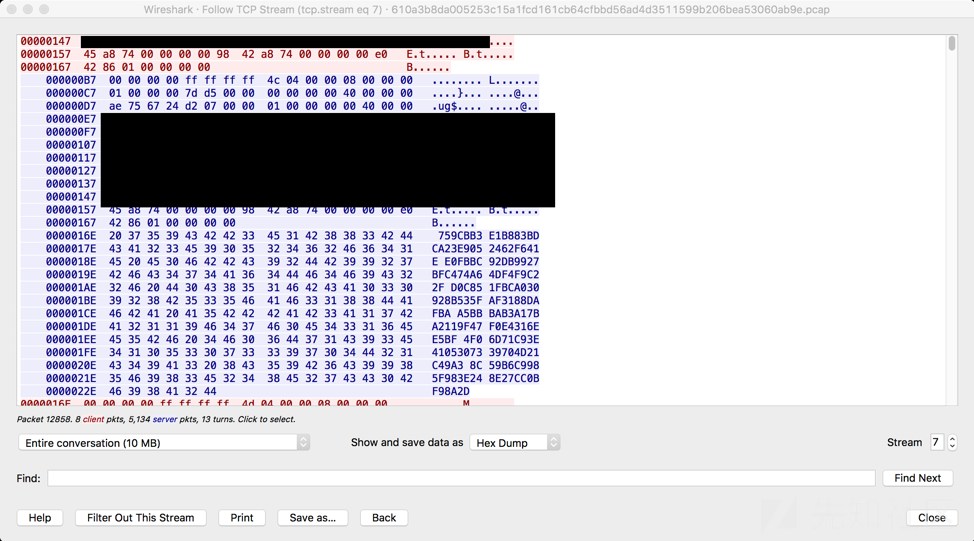 Wireshark · Follow TCP Stream (tcp.stream eq 7) · 610a3b8da005253c15a1fcd161cb64cfbbd56ad4d3511599b206bea53060ab9e.pcap
00000147 ....
00000157 45 a8 74 00 00 00 00 98 42 a8 74 00 00 00 00 e0 E.t..... B.t.....
00000167 42 86 01 00 00 00 00 B......
000000B7 00 00 00 00 ff ff ff ff 4c 04 00 00 08 00 00 00 ........ L.......
000000C7 01 00 00 00 7d d5 00 00 00 00 00 00 40 00 00 00 ....}... ....@...
000000D7 ae 75 67 24 d2 07 00 00 01 00 00 00 00 40 00 00 .ug$.... .....@..
000000E7
000000F7
00000107
00000117
00000127
00000137
00000147
00000157 45 a8 74 00 00 00 00 98 42 a8 74 00 00 00 00 e0 E.t..... B.t.....
00000167 42 86 01 00 00 00 00 B......
0000016E 20 37 35 39 43 42 42 33 45 31 42 38 38 33 42 44 759CBB3 E1B883BD
0000017E 43 41 32 33 45 39 30 35 32 34 36 32 46 36 34 31 CA23E905 2462F641
0000018E 45 20 45 30 46 42 42 43 39 32 44 42 39 39 32 37 E E0FBBC 92DB9927
0000019E 42 46 43 34 37 34 41 36 34 44 46 34 46 39 43 32 BFC474A6 4DF4F9C2
000001AE 32 46 20 44 30 43 38 35 31 46 42 43 41 30 33 30 2F D0C85 1FBCA030
000001BE 39 32 38 42 35 33 35 46 41 46 33 31 38 38 44 41 928B535F AF3188DA
000001CE 46 42 41 20 41 35 42 42 42 41 42 33 41 31 37 42 FBA A5BB BAB3A17B
000001DE 41 32 31 31 39 46 34 37 46 30 45 34 33 31 36 45 A2119F47 F0E4316E
000001EE 45 35 42 46 20 34 46 30 36 44 37 31 43 39 33 45 E5BF 4F0 6D71C93E
000001FE 34 31 30 35 33 30 37 33 33 39 37 30 34 44 32 31 41053073 39704D21
0000020E 43 34 39 41 33 20 38 43 35 39 42 36 43 39 39 38 C49A3 8C 59B6C998
0000021E 35 46 39 38 33 45 32 34 38 45 32 37 43 43 30 42 5F983E24 8E27CC0B
0000022E 46 39 38 41 32 44 F98A2D
0000016E 00 00 00 00 ff ff ff ff 4d 04 00 00 08 00 00 00 ........ M.......
Packet 12858. 8 client pkts, 5,134 server pkts, 13 turns. Click to select.
Entire conversation (10 MB) Show and save data as Hex Dump Stream 7
Find: Find Next
Help Filter Out This Stream Print Save as... Back Close